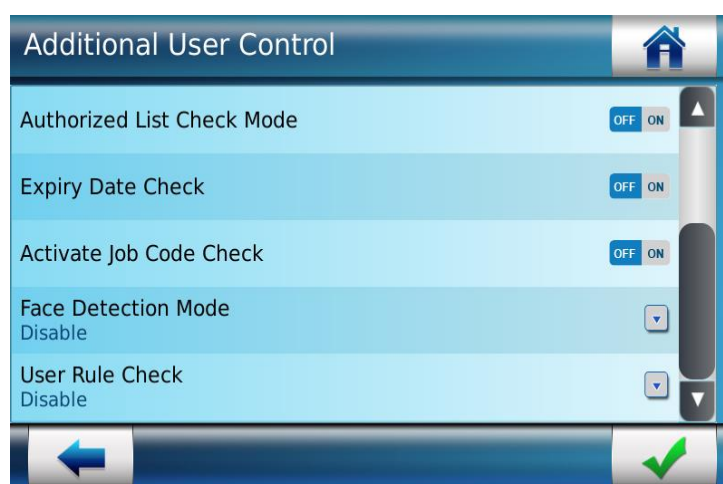 Additional User Control
Authorized List Check Mode
OFF ON
Expiry Date Check
OFF ON
Activate Job Code Check
OFF ON
Face Detection Mode
Disable
User Rule Check
Disable